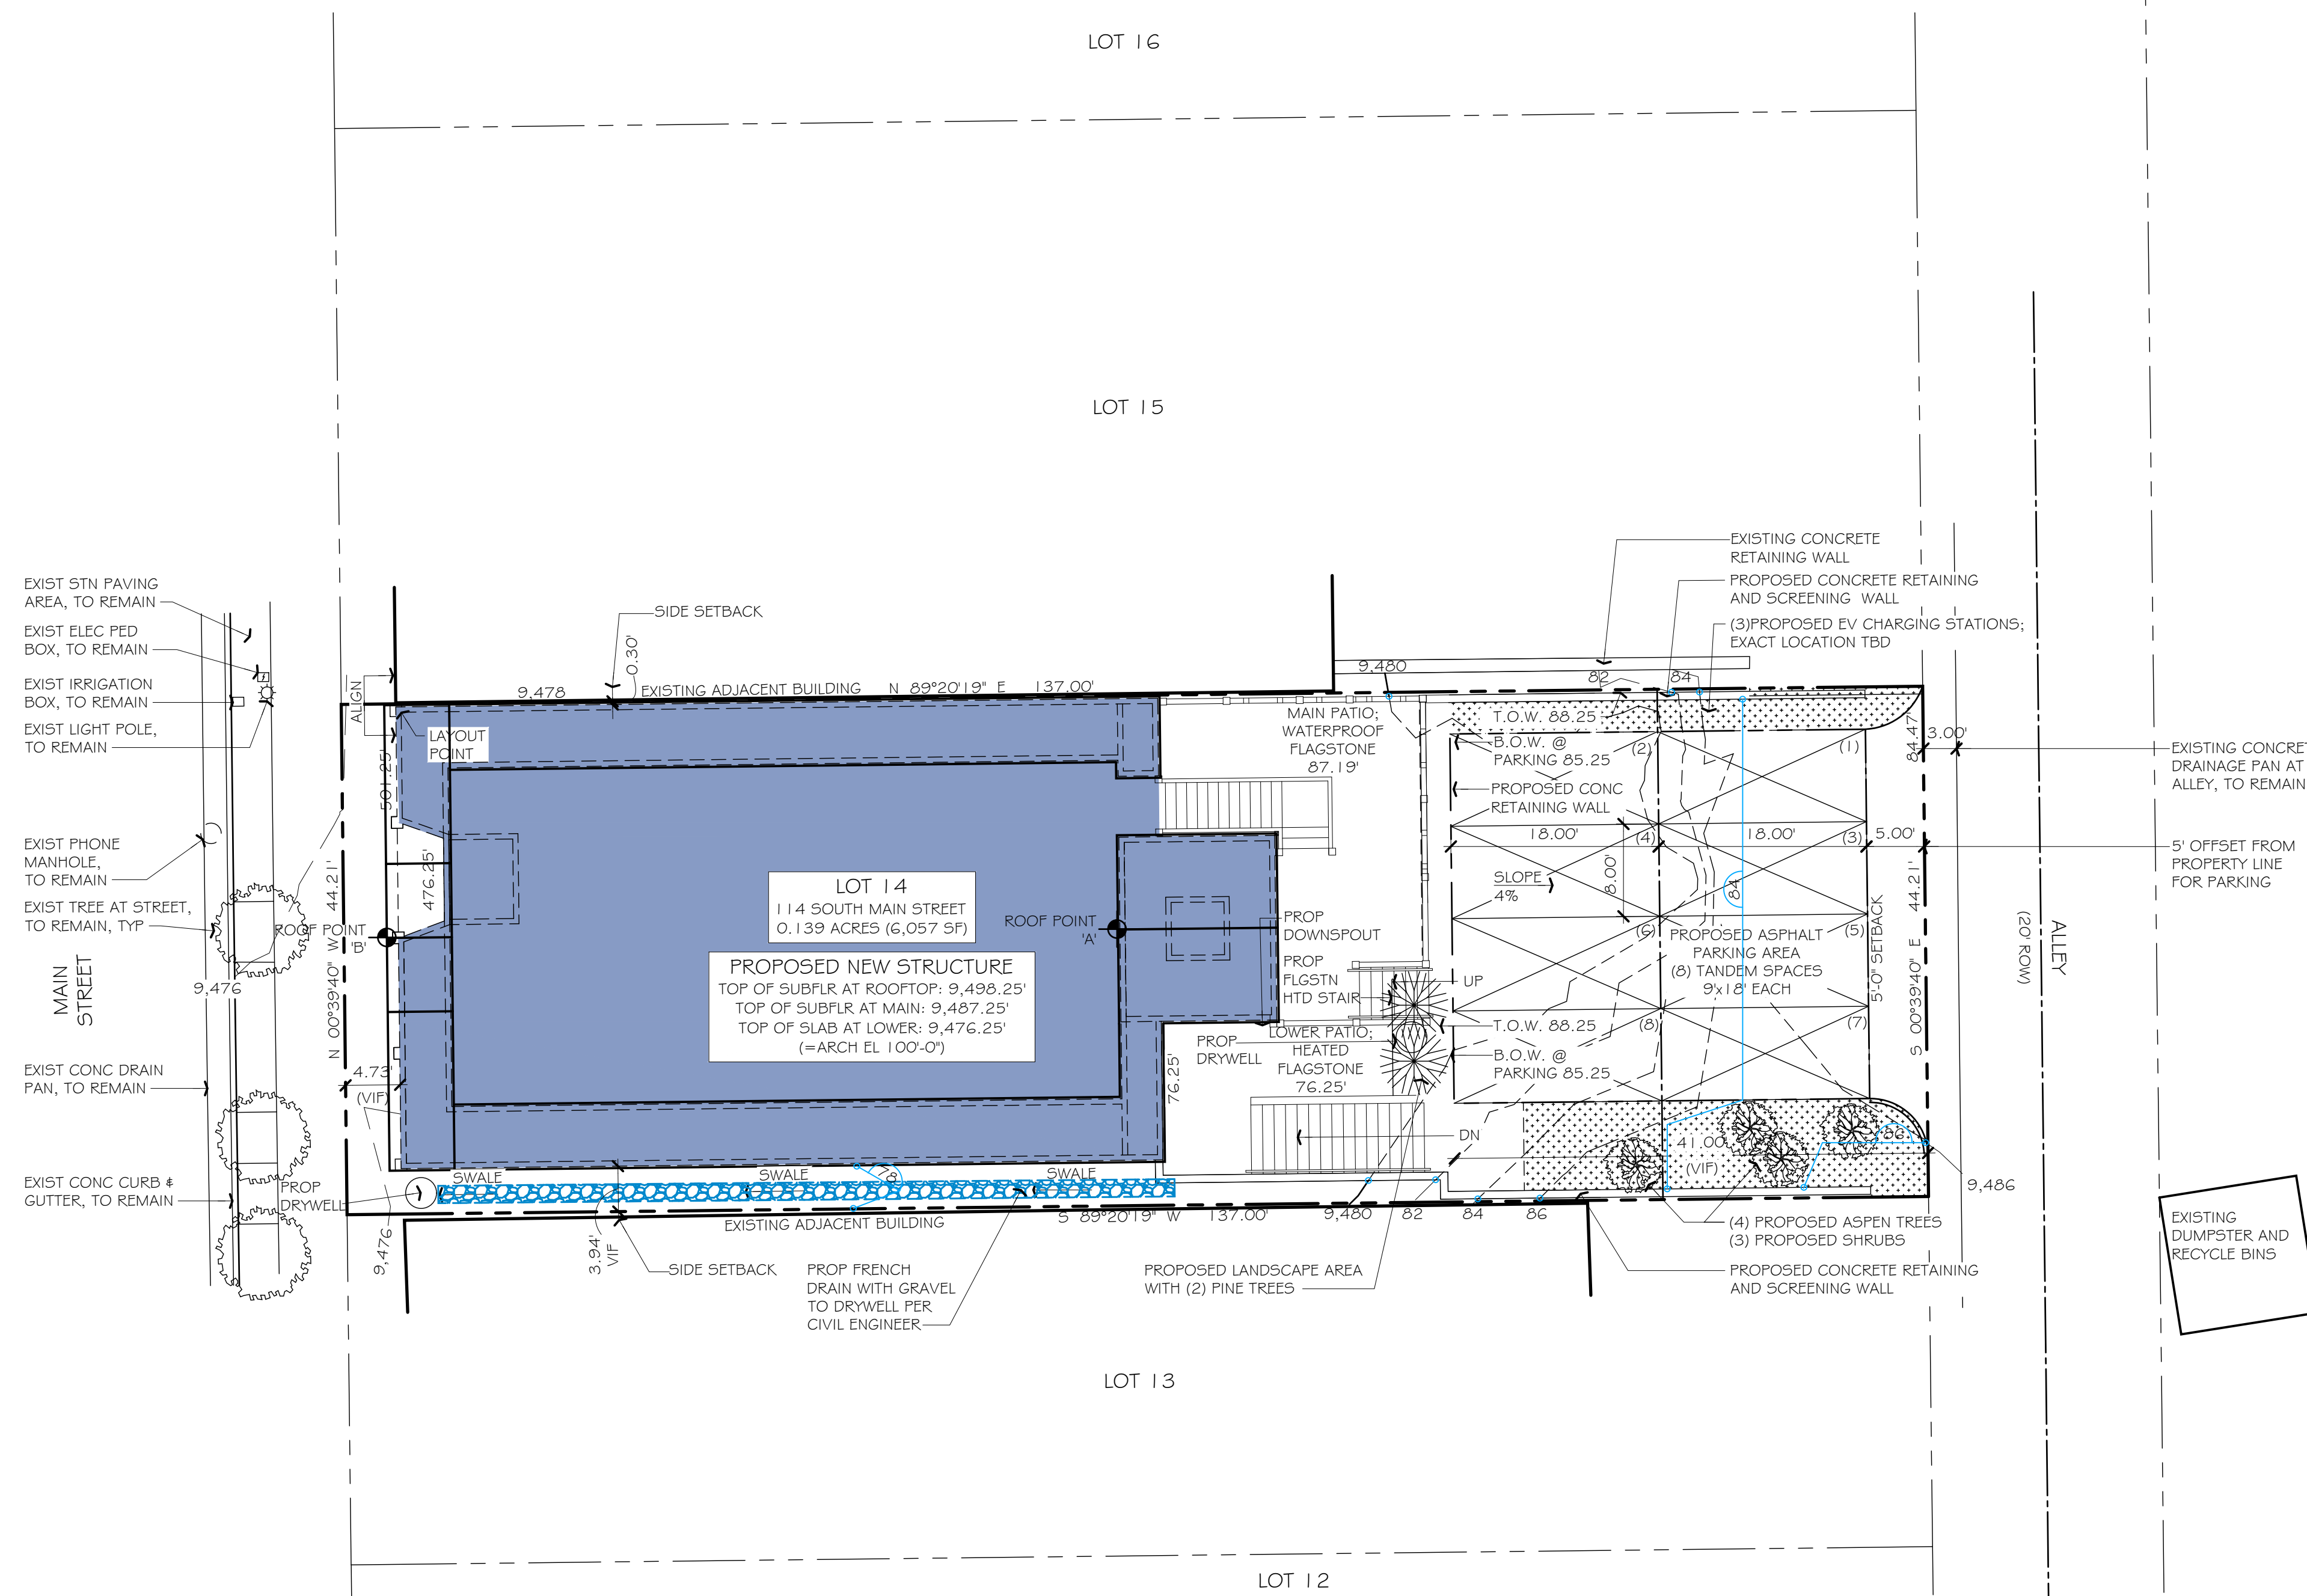 LOT 16
LOT 15
EXIST STN PAVING
AREA, TO REMAIN
EXIST ELEC PED
BOX, TO REMAIN
EXIST IRRIGATION
BOX, TO REMAIN
EXIST LIGHT POLE,
TO REMAIN
EXIST PHONE
MANHOLE,
TO REMAIN
EXIST TREE AT STREET,
TO REMAIN, TYP
MAIN
STREET
9,476
EXIST CONC DRAIN
PAN, TO REMAIN
EXIST CONC CURB &
GUTTER, TO REMAIN
ALIGN
SIDE SETBACK
0.30'
9,478
EXISTING ADJACENT BUILDING
N 89°20'19" E 137.00'
LAYOUT
POINT
501.25'
476.25'
N 00°39'40" W 44.21'
ROOF POINT
'B'
4.73'
(VIF)
LOT 14
114 SOUTH MAIN STREET
0.139 ACRES (6,057 SF)
PROPOSED NEW STRUCTURE
TOP OF SUBFLR AT ROOFTOP: 9,498.25'
TOP OF SUBFLR AT MAIN: 9,487.25'
TOP OF SLAB AT LOWER: 9,476.25'
(=ARCH EL 100'-0")
ROOF POINT
'A'
76.25'
PROP
DRYWELL
SWALE
SWALE
SWALE
78
9,476
3.94'
VIF
EXISTING ADJACENT BUILDING
S 89°20'19" W 137.00'
9,480
82
84
86
SIDE SETBACK
PROP FRENCH
DRAIN WITH GRAVEL
TO DRYWELL PER
CIVIL ENGINEER
PROPOSED LANDSCAPE AREA
WITH (2) PINE TREES
EXISTING CONCRETE
RETAINING WALL
PROPOSED CONCRETE RETAINING
AND SCREENING WALL
(3)PROPOSED EV CHARGING STATIONS;
EXACT LOCATION TBD
9,480
82
84
MAIN PATIO;
WATERPROOF
FLAGSTONE
87.19'
T.O.W. 88.25
B.O.W. @
PARKING 85.25
PROPOSED CONC
RETAINING WALL
(2)
(1)
84.47'
3.00'
EXISTING CONCRET
DRAINAGE PAN AT
ALLEY, TO REMAIN
18.00'
(4)
18.00'
(3)
5.00'
5' OFFSET FROM
PROPERTY LINE
FOR PARKING
SLOPE
4%
8.00'
84
PROP
DOWNSPOUT
PROP
FLGSTN
HTD STAIR
UP
(6)
(5)
PROPOSED ASPHALT
PARKING AREA
(8) TANDEM SPACES
9'x18' EACH
5'-0" SETBACK
S 00°39'40" E 44.21'
ALLEY
(20' ROW)
PROP
DRYWELL
LOWER PATIO;
HEATED
FLAGSTONE
76.25'
T.O.W. 88.25
B.O.W. @
PARKING 85.25
(8)
(7)
DN
41.00
(VIF)
86
9,486
(4) PROPOSED ASPEN TREES
(3) PROPOSED SHRUBS
PROPOSED CONCRETE RETAINING
AND SCREENING WALL
EXISTING
DUMPSTER AND
RECYCLE BINS
LOT 13
LOT 12